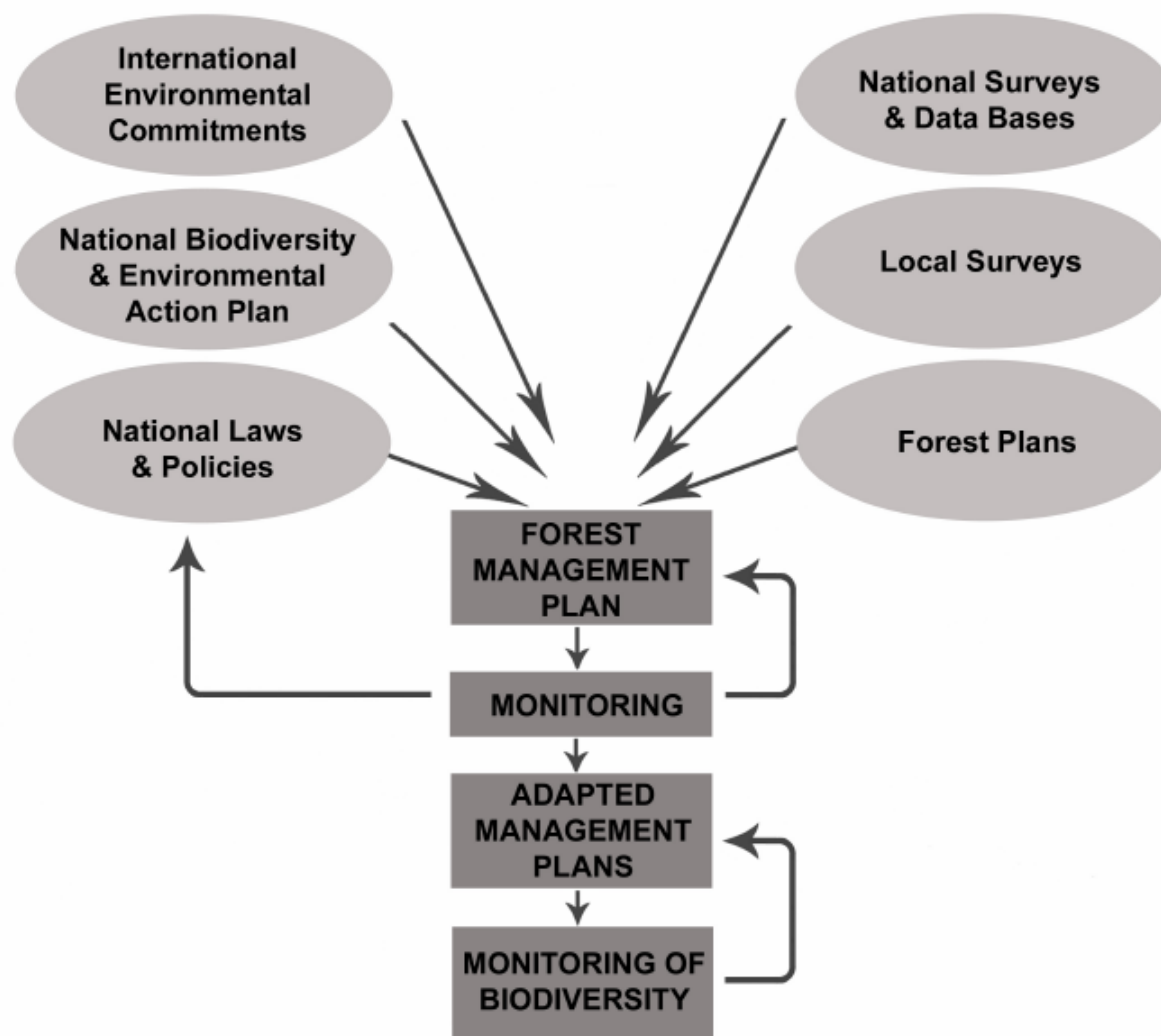 International
Environmental
Commitments
National Surveys
& Data Bases
National Biodiversity
& Environmental
Action Plan
Local Surveys
National Laws
& Policies
Forest Plans
FOREST
MANAGEMENT
PLAN
MONITORING
ADAPTED
MANAGEMENT
PLANS
MONITORING OF
BIODIVERSITY